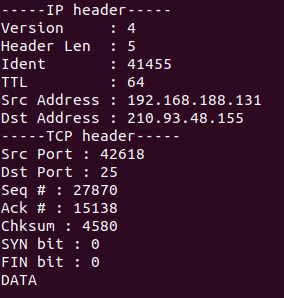 -----IP header-----
Version     : 4
Header Len  : 5
Ident       : 41455
TTL         : 64
Src Address : 192.168.188.131
Dst Address : 210.93.48.155
-----TCP header-----
Src Port : 42618
Dst Port : 25
Seq # : 27870
Ack # : 15138
Chksum : 4580
SYN bit : 0
FIN bit : 0
DATA